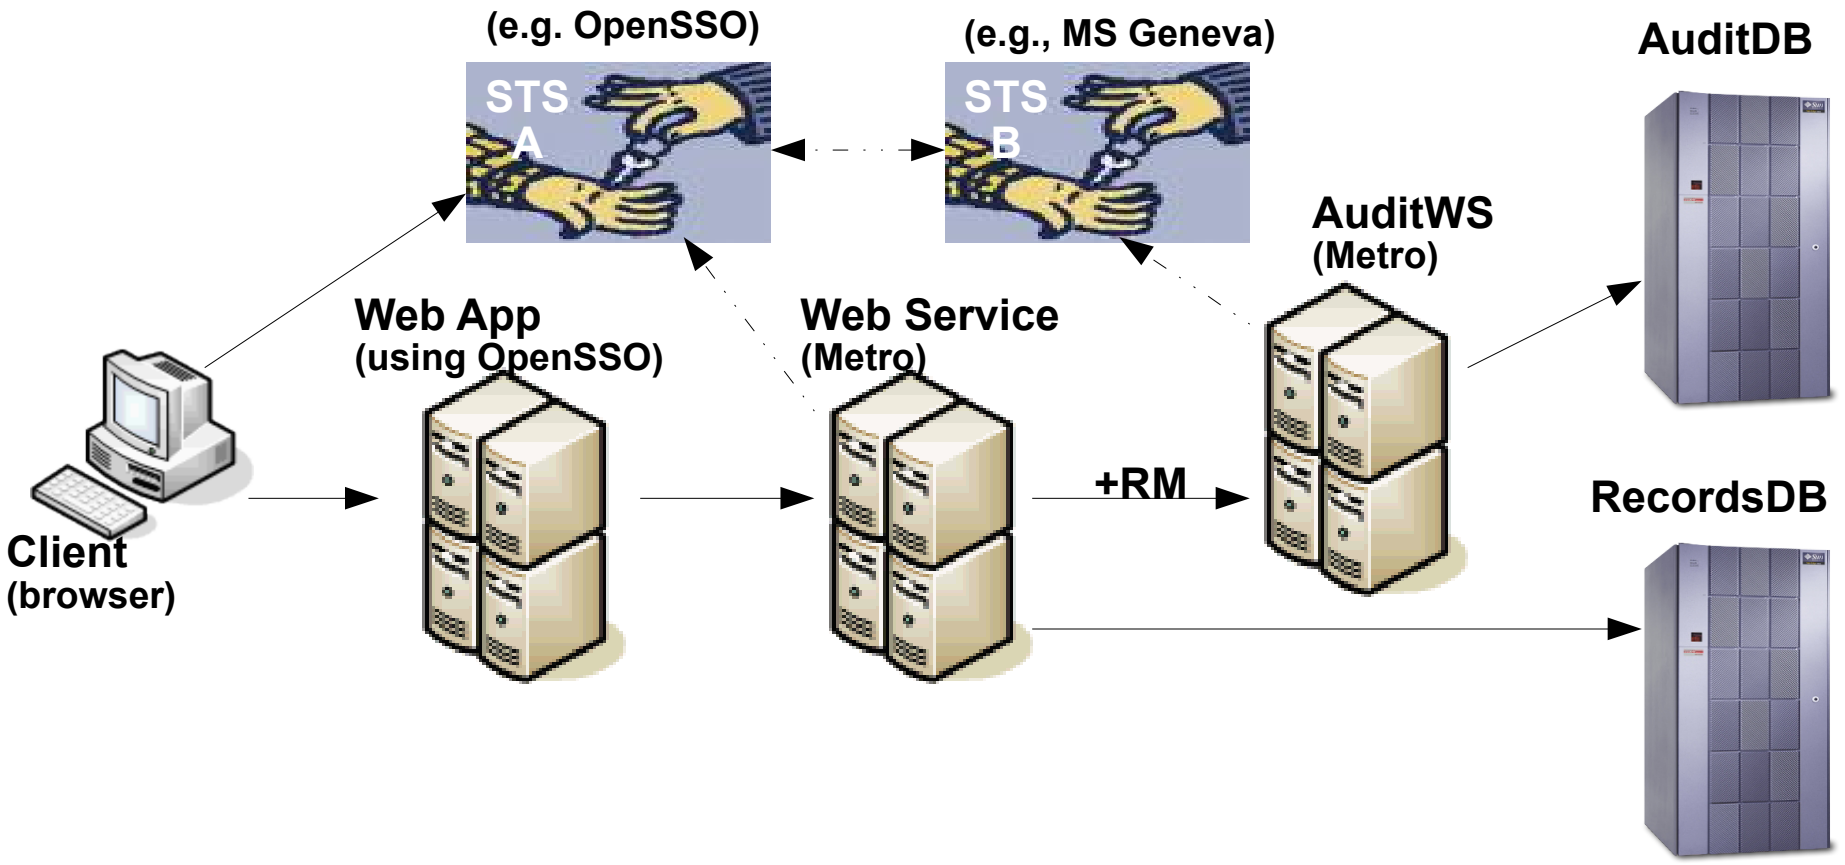 (e.g. OpenSSO)
(e.g., MS Geneva)
AuditDB
STS
A
STS
B
AuditWS
(Metro)
Web App
(using OpenSSO)
Web Service
(Metro)
+RM
RecordsDB
Client
(browser)